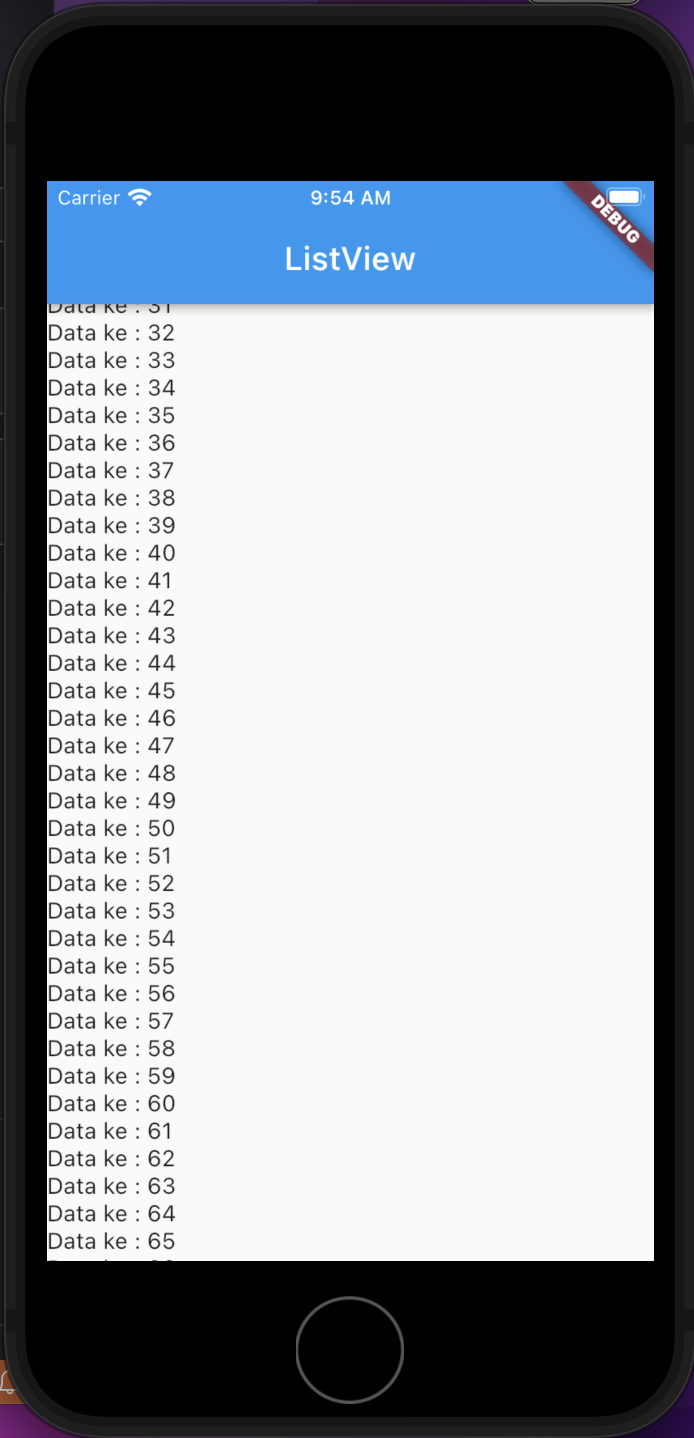 Carrier
9:54 AM
DEBUG
ListView
Data ke : 31
Data ke : 32
Data ke : 33
Data ke : 34
Data ke : 35
Data ke : 36
Data ke : 37
Data ke : 38
Data ke : 39
Data ke : 40
Data ke : 41
Data ke : 42
Data ke : 43
Data ke : 44
Data ke : 45
Data ke : 46
Data ke : 47
Data ke : 48
Data ke : 49
Data ke : 50
Data ke : 51
Data ke : 52
Data ke : 53
Data ke : 54
Data ke : 55
Data ke : 56
Data ke : 57
Data ke : 58
Data ke : 59
Data ke : 60
Data ke : 61
Data ke : 62
Data ke : 63
Data ke : 64
Data ke : 65